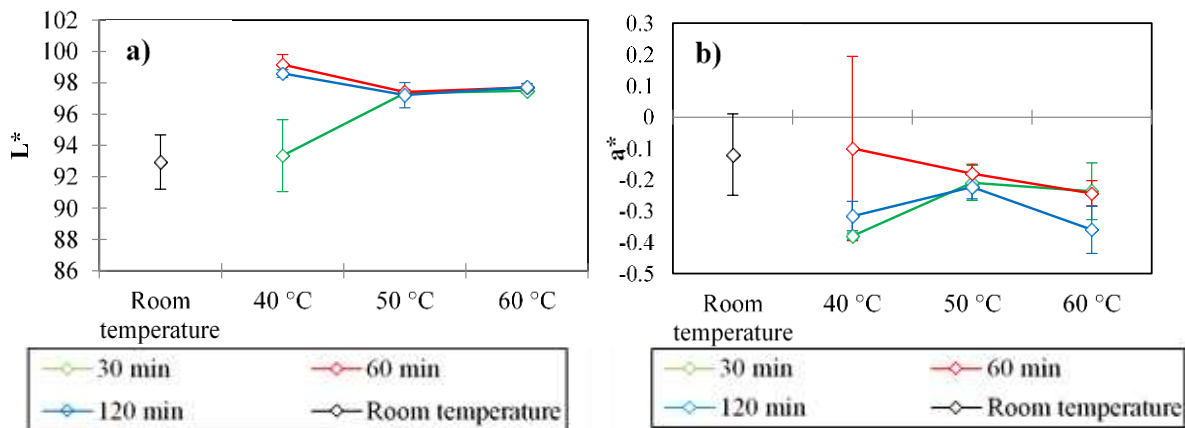 a)
L*
102
100
98
96
94
92
90
88
86
Room temperature
40 °C
50 °C
60 °C
30 min
60 min
120 min
Room temperature
b)
a*
0.3
0.2
0.1
0
-0.1
-0.2
-0.3
-0.4
-0.5
Room temperature
40 °C
50 °C
60 °C
30 min
60 min
120 min
Room temperature